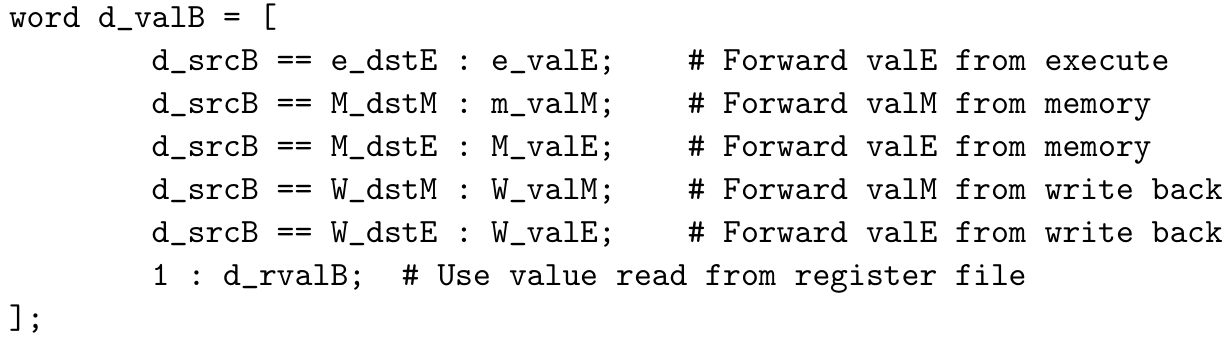 word d_valB = [
        d_srcB == e_dstE : e_valE;    # Forward valE from execute
        d_srcB == M_dstM : m_valM;    # Forward valM from memory
        d_srcB == M_dstE : M_valE;    # Forward valE from memory
        d_srcB == W_dstM : W_valM;    # Forward valM from write back
        d_srcB == W_dstE : W_valE;    # Forward valE from write back
        1 : d_rvalB;  # Use value read from register file
];